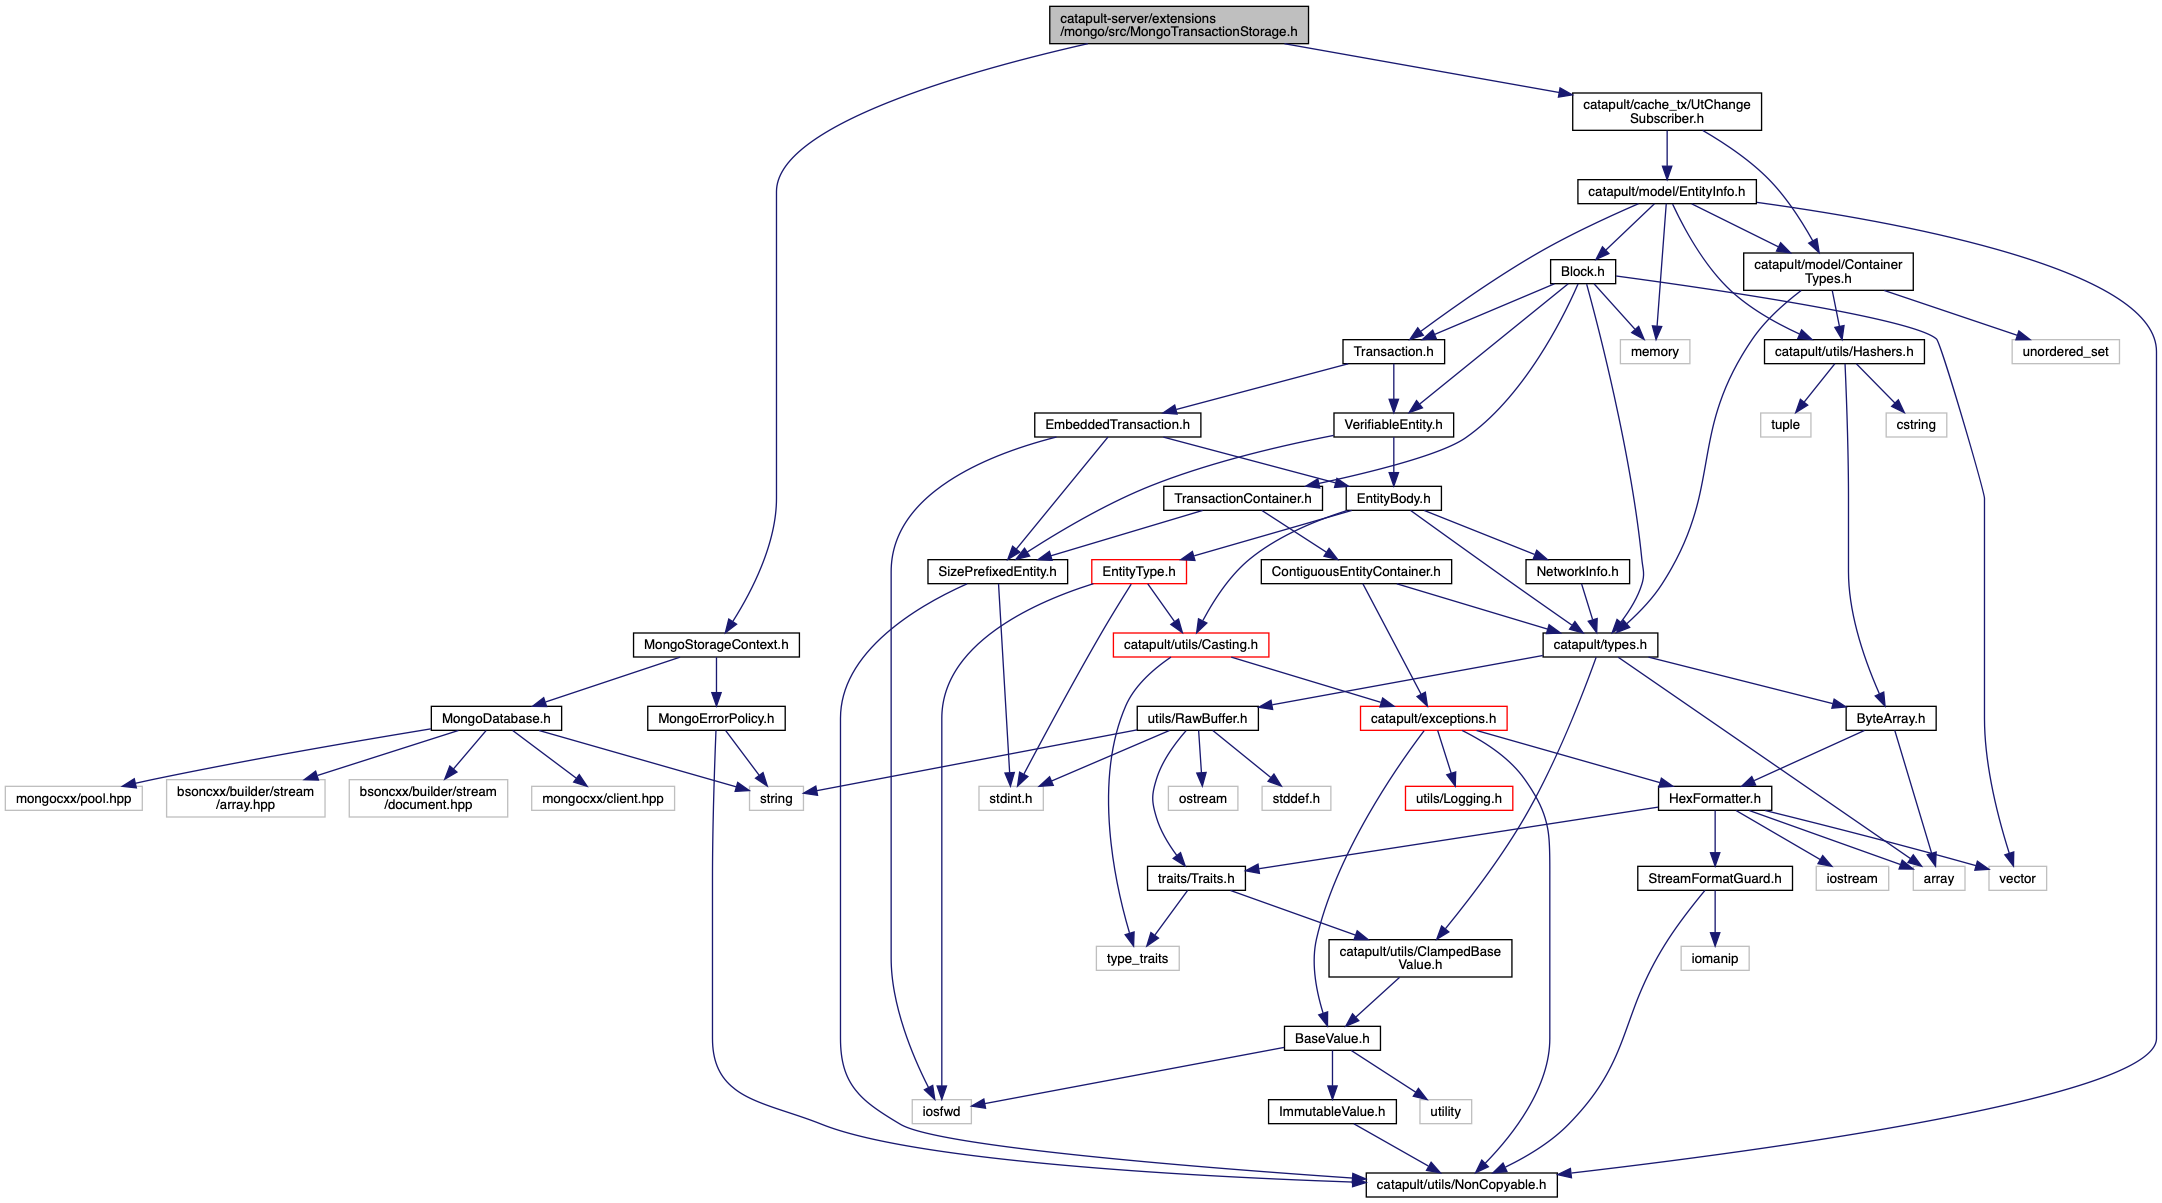 catapult-server/extensions
/mongo/src/MongoTransactionStorage.h
catapult/cache_tx/UtChange
Subscriber.h
catapult/model/EntityInfo.h
Block.h
catapult/model/Container
Types.h
Transaction.h
memory
catapult/utils/Hashers.h
unordered_set
EmbeddedTransaction.h
VerifiableEntity.h
tuple
cstring
TransactionContainer.h
EntityBody.h
SizePrefixedEntity.h
EntityType.h
ContiguousEntityContainer.h
NetworkInfo.h
MongoStorageContext.h
catapult/utils/Casting.h
catapult/types.h
MongoDatabase.h
MongoErrorPolicy.h
utils/RawBuffer.h
catapult/exceptions.h
ByteArray.h
mongocxx/pool.hpp
bsoncxx/builder/stream
/array.hpp
bsoncxx/builder/stream
/document.hpp
mongocxx/client.hpp
string
stdint.h
ostream
stddef.h
utils/Logging.h
HexFormatter.h
traits/Traits.h
StreamFormatGuard.h
iostream
array
vector
type_traits
catapult/utils/ClampedBase
Value.h
iomanip
BaseValue.h
iosfwd
ImmutableValue.h
utility
catapult/utils/NonCopyable.h